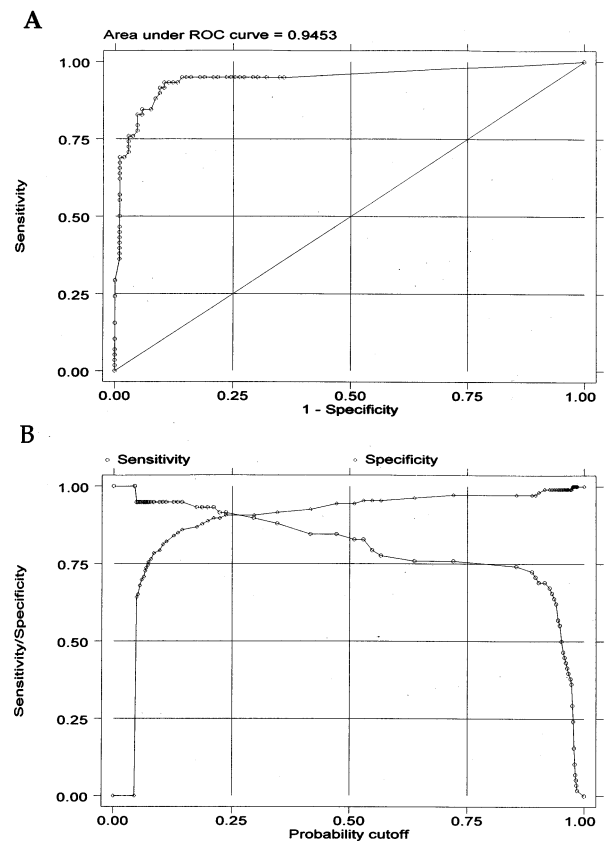 A
Area under ROC curve = 0.9453
Sensitivity
1.00
0.75
0.50
0.25
0.00
0.00 0.25 0.50 0.75 1.00
1 - Specificity
B
Sensitivity Specificity
Sensitivity/Specificity
1.00
0.75
0.50
0.25
0.00
0.00 0.25 0.50 0.75 1.00
Probability cutoff